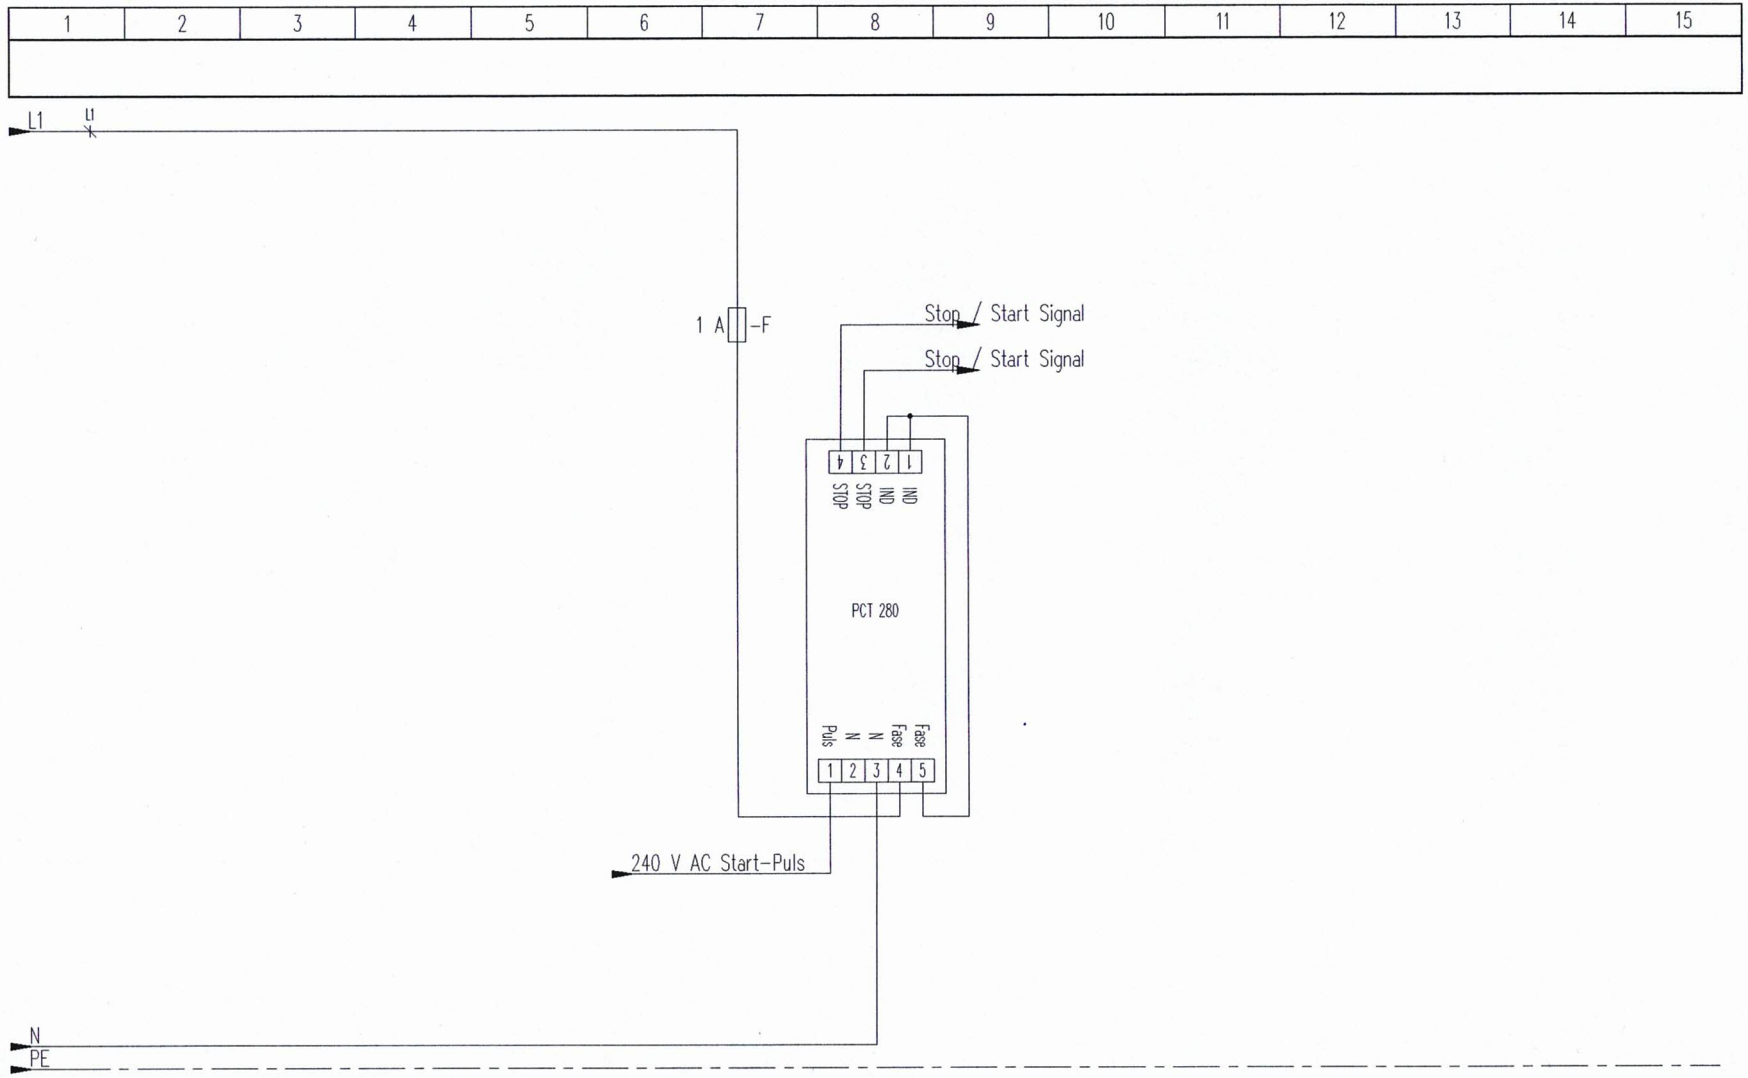 1 2 3 4 5 6 7 8 9 10 11 12 13 14 15
L1 L1
1 A -F
Stop / Start Signal
Stop / Start Signal
4 3 2 1
STOP STOP IND IND
PCT 280
Puls N N Fase Fase
1 2 3 4 5
240 V AC Start-Puls
N
PE